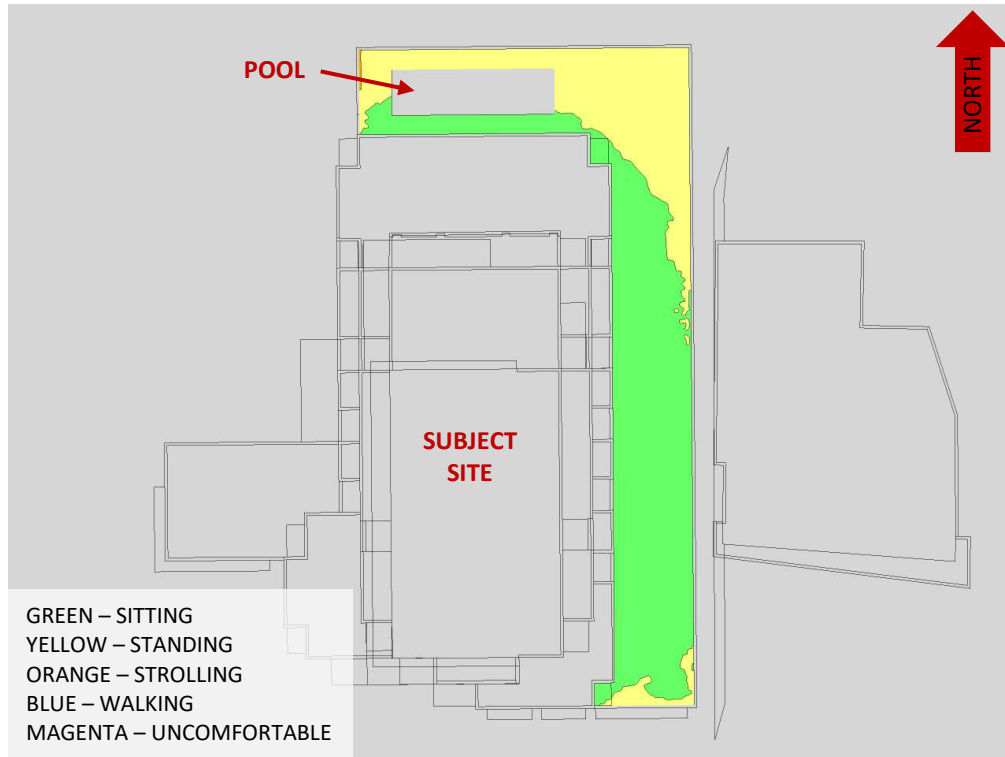 POOL
NORTH
SUBJECT
SITE
GREEN – SITTING
YELLOW – STANDING
ORANGE – STROLLING
BLUE – WALKING
MAGENTA – UNCOMFORTABLE